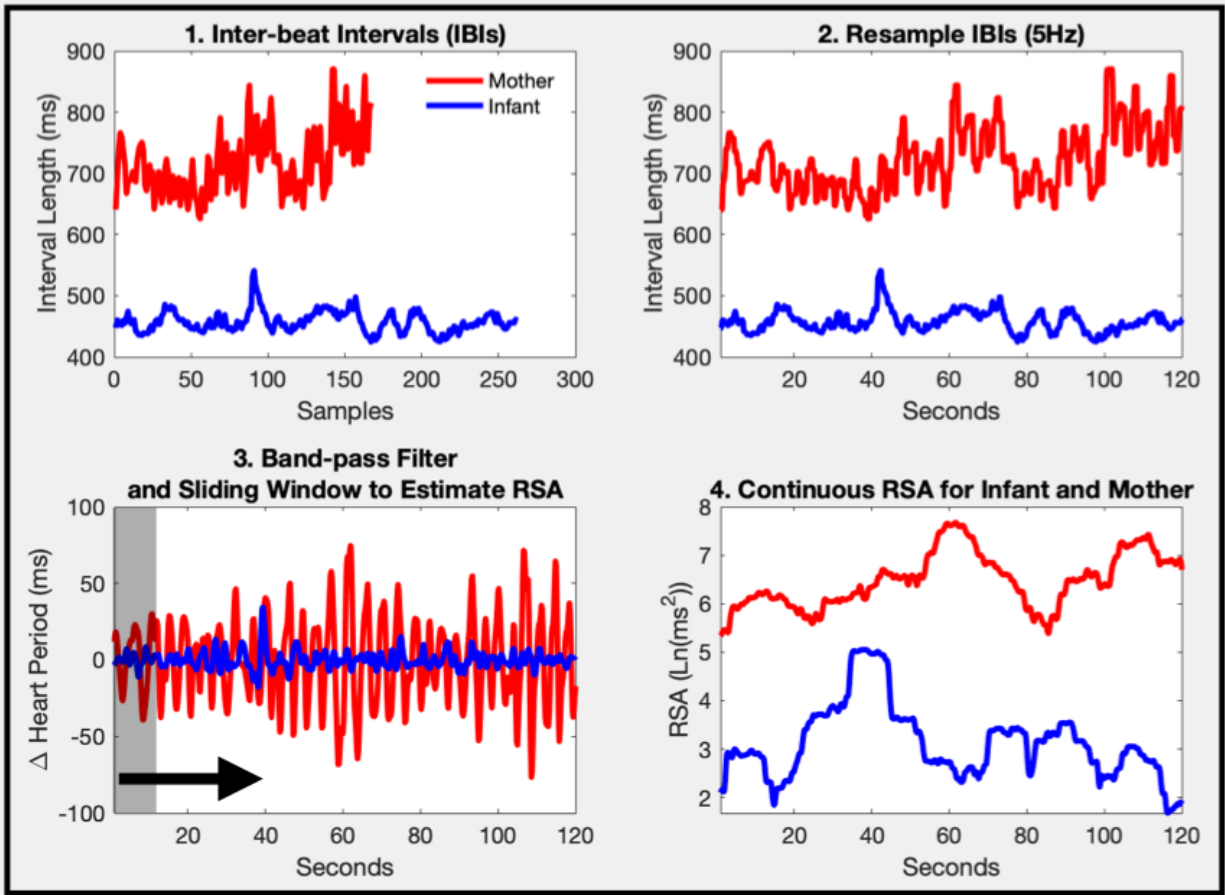 1. Inter-beat Intervals (IBIs)
900
800
700
600
500
400
Interval Length (ms)
Mother
Infant
0 50 100 150 200 250 300
Samples
2. Resample IBIs (5Hz)
900
800
700
600
500
400
Interval Length (ms)
20 40 60 80 100 120
Seconds
3. Band-pass Filter
and Sliding Window to Estimate RSA
100
50
0
-50
-100
Δ Heart Period (ms)
20 40 60 80 100 120
Seconds
4. Continuous RSA for Infant and Mother
8
7
6
5
4
3
2
RSA (Ln(ms²))
20 40 60 80 100 120
Seconds